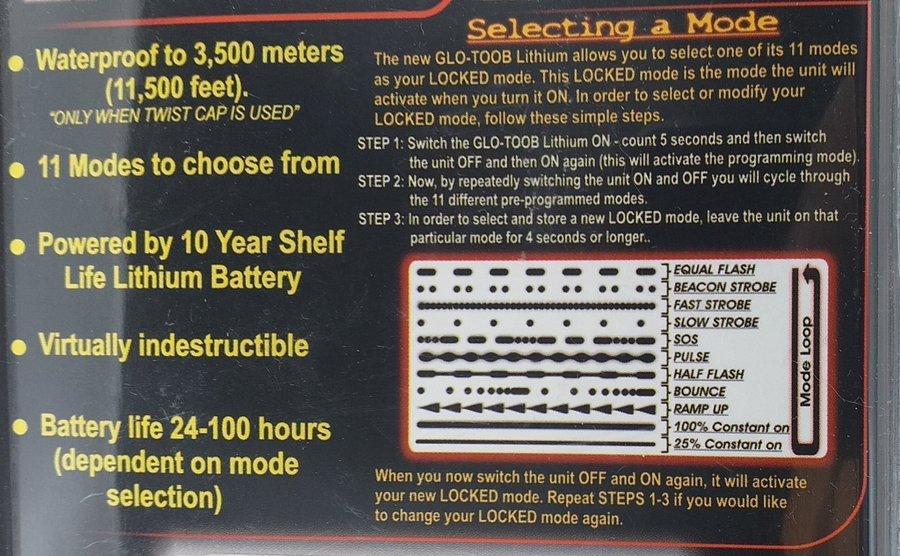 Waterproof to 3,500 meters
(11,500 feet).
"ONLY WHEN TWIST CAP IS USED"
11 Modes to choose from
Powered by 10 Year Shelf
Life Lithium Battery
Virtually indestructible
Battery life 24-100 hours
(dependent on mode
selection)
Selecting a Mode
The new GLO-TOOB Lithium allows you to select one of its 11 modes
as your LOCKED mode. This LOCKED mode is the mode the unit will
activate when you turn it ON. In order to select or modify your
LOCKED mode, follow these simple steps.
STEP 1: Switch the GLO-TOOB Lithium ON - count 5 seconds and then switch
the unit OFF and then ON again (this will activate the programming mode).
STEP 2: Now, by repeatedly switching the unit ON and OFF you will cycle through
the 11 different pre-programmed modes.
STEP 3: In order to select and store a new LOCKED mode, leave the unit on that
particular mode for 4 seconds or longer..
EQUAL FLASH
BEACON STROBE
FAST STROBE
SLOW STROBE
SOS
PULSE
HALF FLASH
BOUNCE
RAMP UP
100% Constant on
25% Constant on
Mode Loop
When you now switch the unit OFF and ON again, it will activate
your new LOCKED mode. Repeat STEPS 1-3 if you would like
to change your LOCKED mode again.